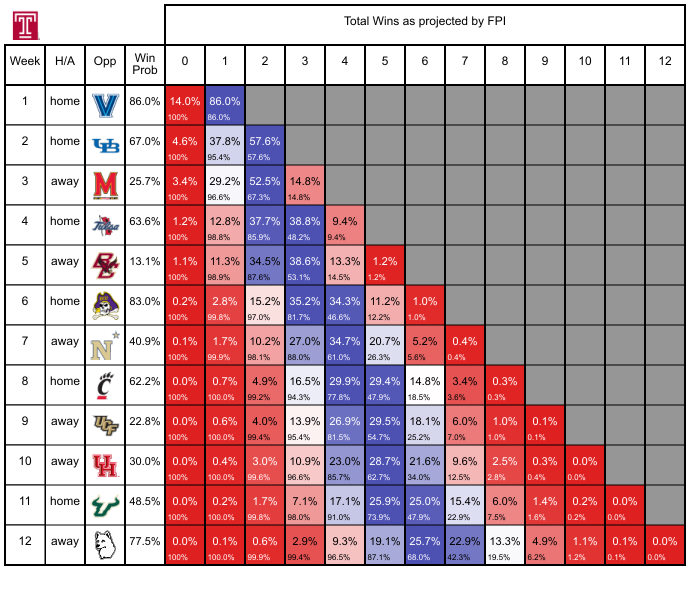 T
Total Wins as projected by FPI
Week H/A Opp Win Prob 0 1 2 3 4 5 6 7 8 9 10 11 12
1 home V 86.0% 14.0% 86.0%
100% 86.0%
2 home UB 67.0% 4.6% 37.8% 57.6%
100% 95.4% 57.6%
3 away M 25.7% 3.4% 29.2% 52.5% 14.8%
100% 96.6% 67.3% 14.8%
4 home Tulsa 63.6% 1.2% 12.8% 37.7% 38.8% 9.4%
100% 98.8% 85.9% 48.2% 9.4%
5 away BC 13.1% 1.1% 11.3% 34.5% 38.6% 13.3% 1.2%
100% 98.9% 87.6% 53.1% 14.5% 1.2%
6 home 83.0% 0.2% 2.8% 15.2% 35.2% 34.3% 11.2% 1.0%
100% 99.8% 97.0% 81.7% 46.6% 12.2% 1.0%
7 away N 40.9% 0.1% 1.7% 10.2% 27.0% 34.7% 20.7% 5.2% 0.4%
100% 99.9% 98.1% 88.0% 61.0% 26.3% 5.6% 0.4%
8 home C 62.2% 0.0% 0.7% 4.9% 16.5% 29.9% 29.4% 14.8% 3.4% 0.3%
100% 100.0% 99.2% 94.3% 77.8% 47.9% 18.5% 3.6% 0.3%
9 away UCF 22.8% 0.0% 0.6% 4.0% 13.9% 26.9% 29.5% 18.1% 6.0% 1.0% 0.1%
100% 100.0% 99.4% 95.4% 81.5% 54.7% 25.2% 7.0% 1.0% 0.1%
10 away UH 30.0% 0.0% 0.4% 3.0% 10.9% 23.0% 28.7% 21.6% 9.6% 2.5% 0.3% 0.0%
100% 100.0% 99.6% 96.6% 85.7% 62.7% 34.0% 12.5% 2.8% 0.4% 0.0%
11 home U 48.5% 0.0% 0.2% 1.7% 7.1% 17.1% 25.9% 25.0% 15.4% 6.0% 1.4% 0.2% 0.0%
100% 100.0% 99.8% 98.0% 91.0% 73.9% 47.9% 22.9% 7.5% 1.6% 0.2% 0.0%
12 away 77.5% 0.0% 0.1% 0.6% 2.9% 9.3% 19.1% 25.7% 22.9% 13.3% 4.9% 1.1% 0.1% 0.0%
100% 100.0% 99.9% 99.4% 96.5% 87.1% 68.0% 42.3% 19.5% 6.2% 1.2% 0.1% 0.0%